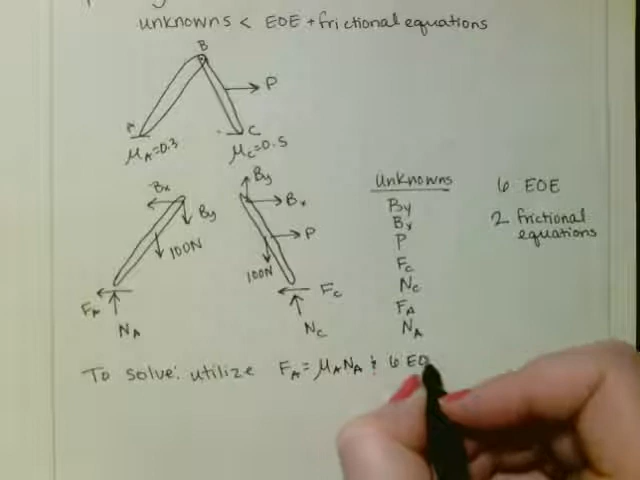 unknowns < EOE + frictional equations
B
P
A
C
μA=0.3
μC=0.5
Unknowns
6 EOE
By
Bx
P
FC
NC
FA
NA
2 frictional
equations
Bx
By
100N
FA
NA
By
Bx
P
100N
FC
NC
To solve: utilize FA = μANA & 6 EO